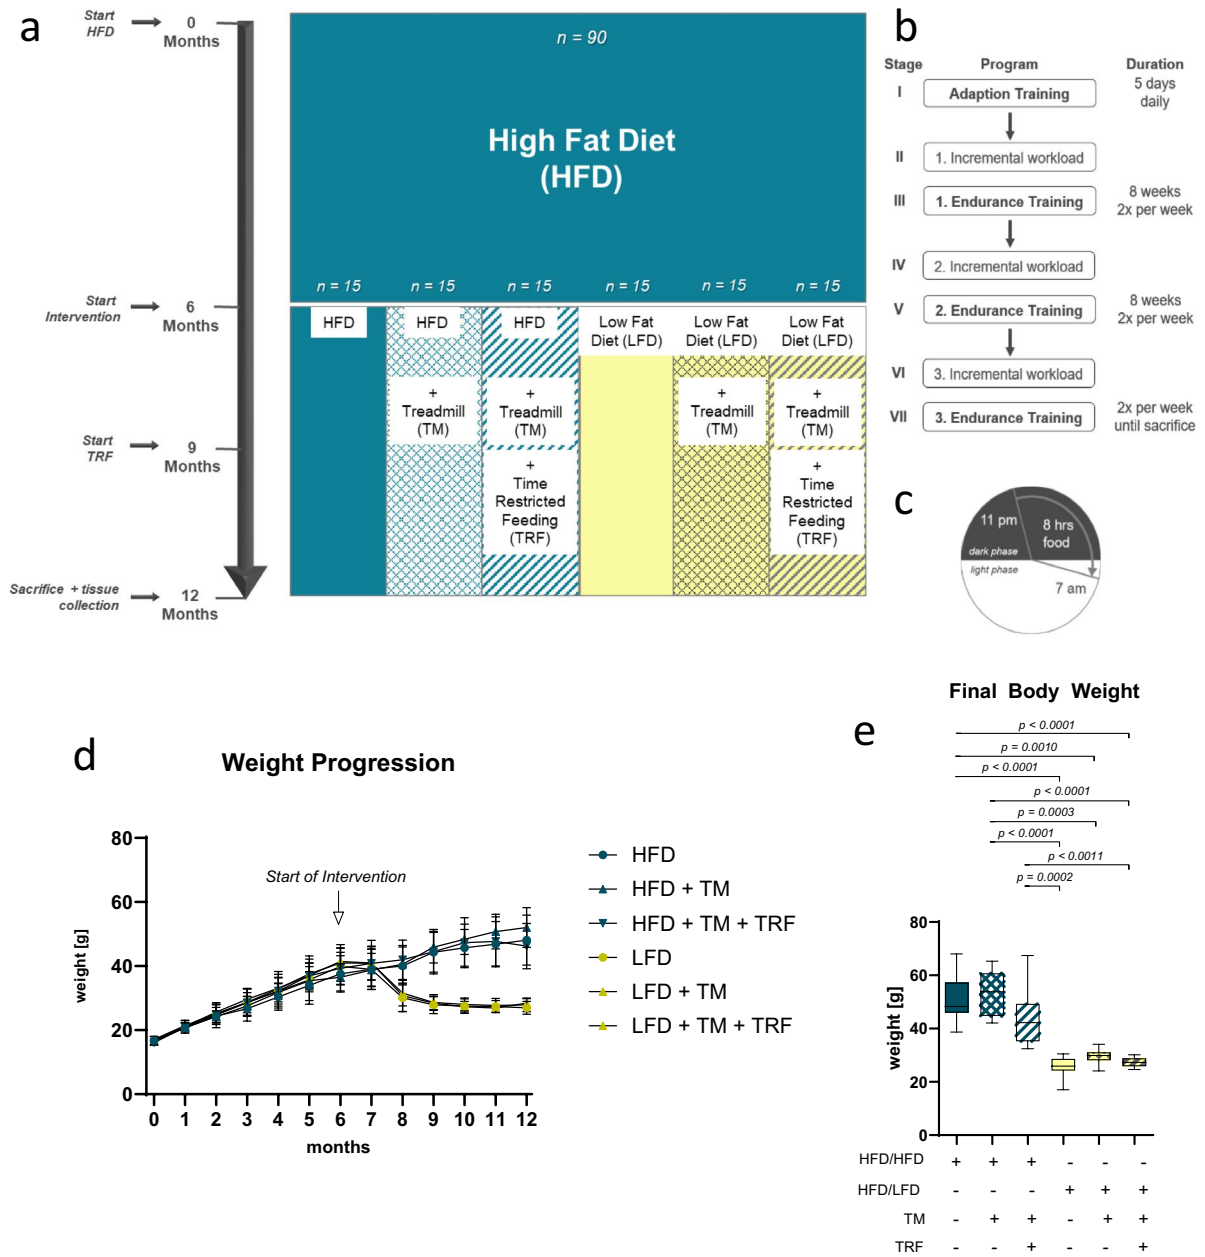 a
Start
HFD
0
Months
Start
Intervention
6
Months
Start
TRF
9
Months
Sacrifice + tissue
collection
12
Months
n = 90
High Fat Diet
(HFD)
n = 15
n = 15
n = 15
n = 15
n = 15
n = 15
HFD
HFD
+
Treadmill
(TM)
HFD
+
Treadmill
(TM)
+
Time
Restricted
Feeding
(TRF)
Low Fat
Diet (LFD)
Low Fat
Diet (LFD)
+
Treadmill
(TM)
Low Fat
Diet (LFD)
+
Treadmill
(TM)
+
Time
Restricted
Feeding
(TRF)
b
Stage Program Duration
I Adaption Training 5 days
daily
II 1. Incremental workload
III 1. Endurance Training 8 weeks
2x per week
IV 2. Incremental workload
V 2. Endurance Training 8 weeks
2x per week
VI 3. Incremental workload
VII 3. Endurance Training 2x per week
until sacrifice
c
11 pm
8 hrs
food
dark phase
light phase
7 am
d
Weight Progression
weight [g]
80
60
40
20
0
Start of Intervention
0 1 2 3 4 5 6 7 8 9 10 11 12
months
HFD
HFD + TM
HFD + TM + TRF
LFD
LFD + TM
LFD + TM + TRF
e
Final Body Weight
p < 0.0001
p = 0.0010
p < 0.0001
p < 0.0001
p = 0.0003
p < 0.0001
p < 0.0011
p = 0.0002
weight [g]
80
60
40
20
0
HFD/HFD + + + - - -
HFD/LFD - - - + + +
TM - + + - + +
TRF - - + - - +